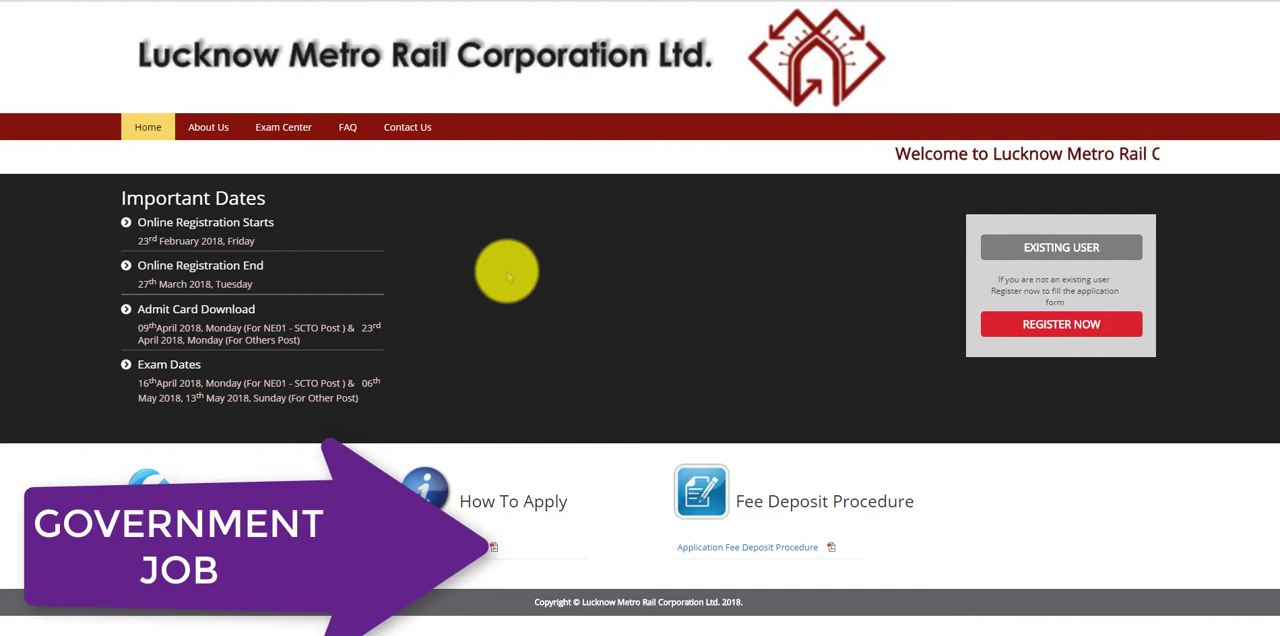 Lucknow Metro Rail Corporation Ltd.
Home About Us Exam Center FAQ Contact Us
Welcome to Lucknow Metro Rail C
Important Dates
Online Registration Starts
23rd February 2018, Friday
Online Registration End
27th March 2018, Tuesday
Admit Card Download
09thApril 2018, Monday (For NE01 - SCTO Post ) & 23rd
April 2018, Monday (For Others Post)
Exam Dates
16thApril 2018, Monday (For NE01 - SCTO Post ) & 06th
May 2018, 13th May 2018, Sunday (For Other Post)
EXISTING USER
If you are not an existing user
Register now to fill the application
form
REGISTER NOW
How To Apply
Fee Deposit Procedure
Application Fee Deposit Procedure
GOVERNMENT
JOB
Copyright © Lucknow Metro Rail Corporation Ltd. 2018.